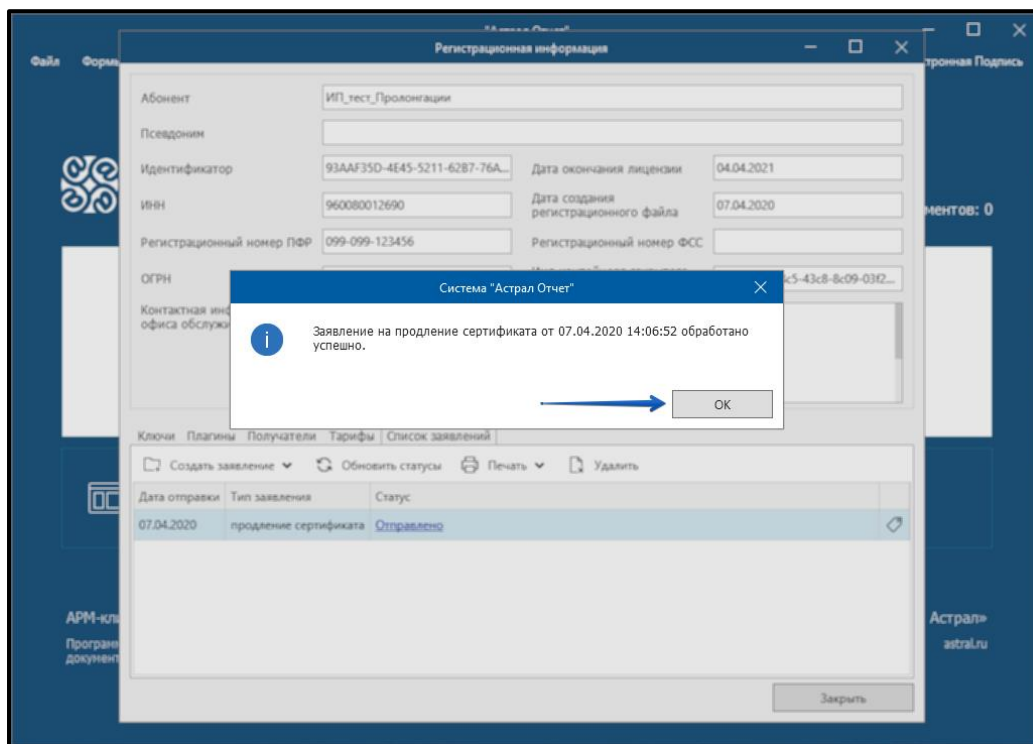 "Астрал Отчет"
Регистрационная информация
Файл
тронная Подпись
Абонент ИП_тест_Пролонгации
Псевдоним
Идентификатор 93AAF35D-4E45-5211-62B7-76A... Дата окончания лицензии 04.04.2021
ИНН 960080012690 Дата создания
регистрационного файла 07.04.2020
ментов: 0
Регистрационный номер ПФР 099-099-123456 Регистрационный номер ФСС
ОГРН
c5-43c8-8c09-03f2...
Контактная инф
офиса обслужи
Система "Астрал Отчет"
Заявление на продление сертификата от 07.04.2020 14:06:52 обработано
успешно.
OK
Ключи Плагины Получатели Тарифы Список заявлений
Создать заявление Обновить статусы Печать Удалить
Дата отправки Тип заявления Статус
07.04.2020 продление сертификата Отправлено
АРМ-кли
Програм
документ
Астрал»
astral.ru
Закрыть